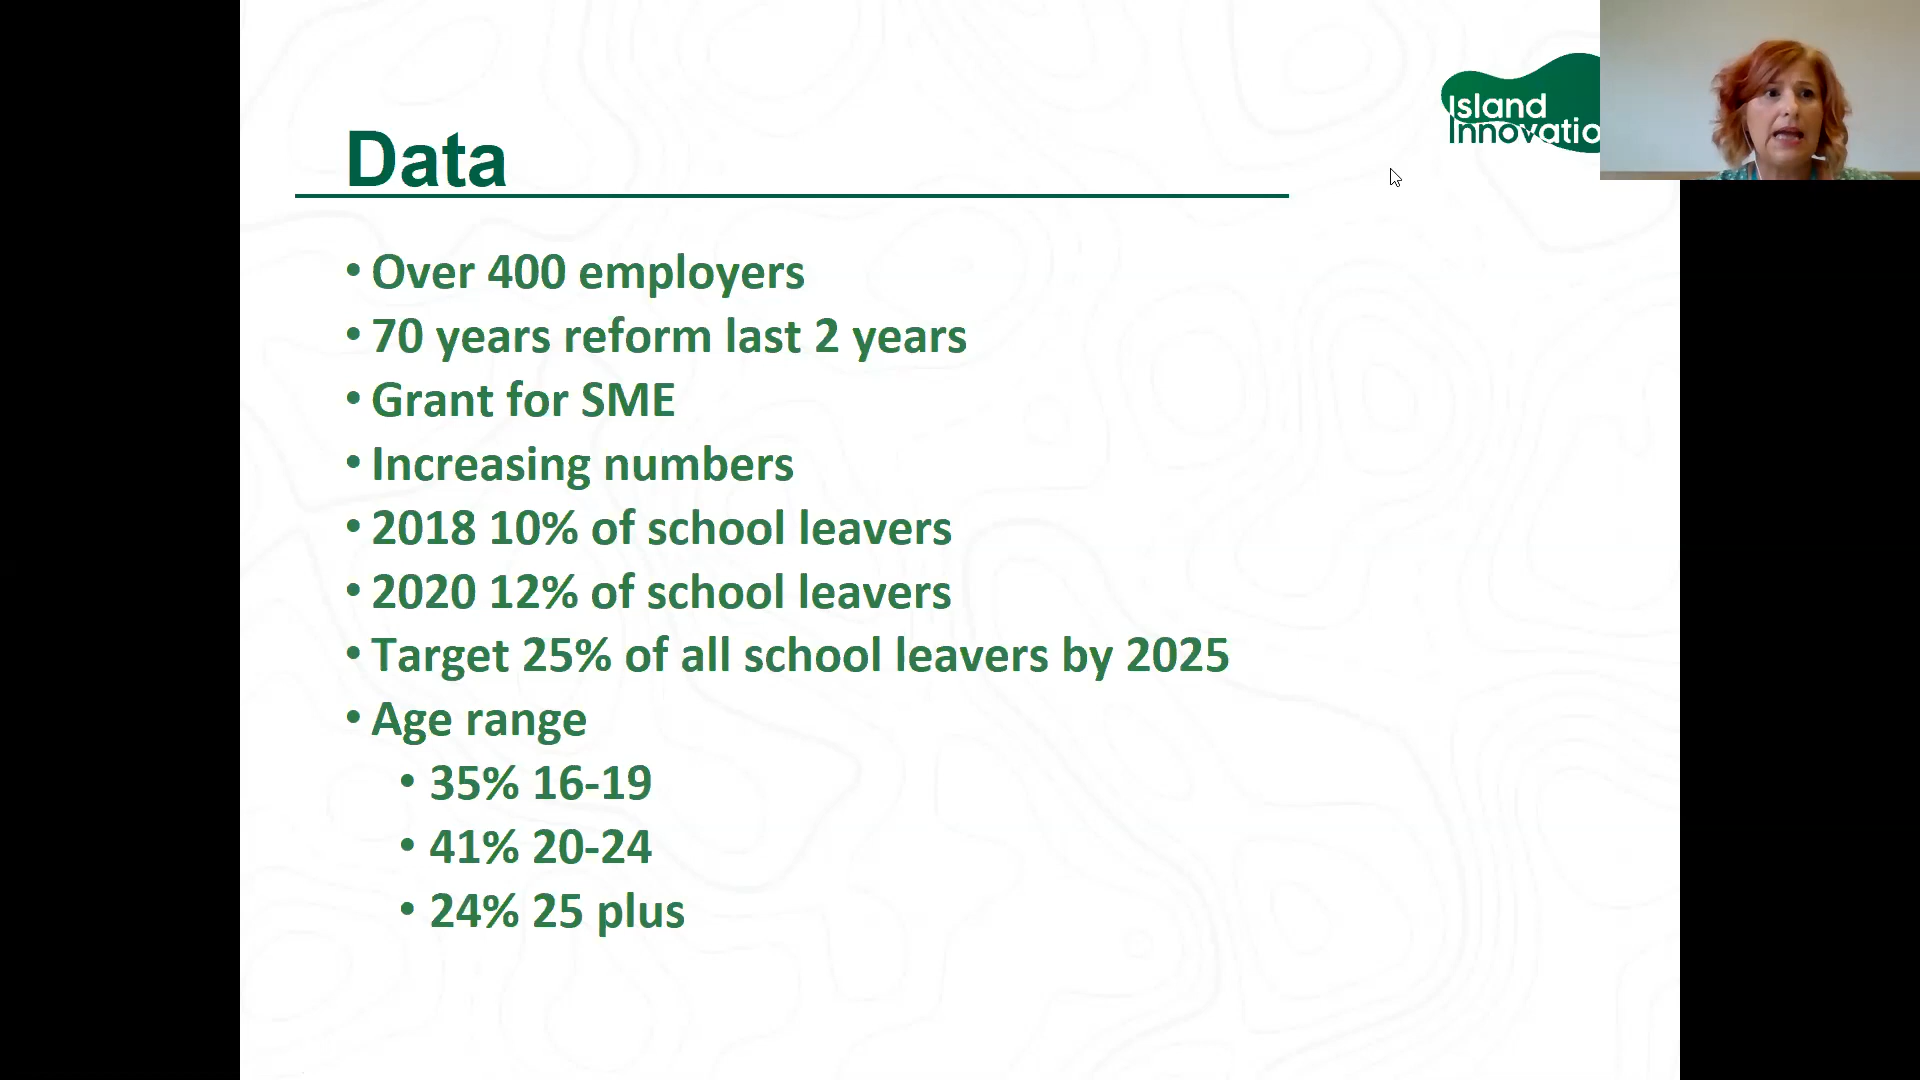 Island
Innovatio
Data
• Over 400 employers
• 70 years reform last 2 years
• Grant for SME
• Increasing numbers
• 2018 10% of school leavers
• 2020 12% of school leavers
• Target 25% of all school leavers by 2025
• Age range
• 35% 16-19
• 41% 20-24
• 24% 25 plus